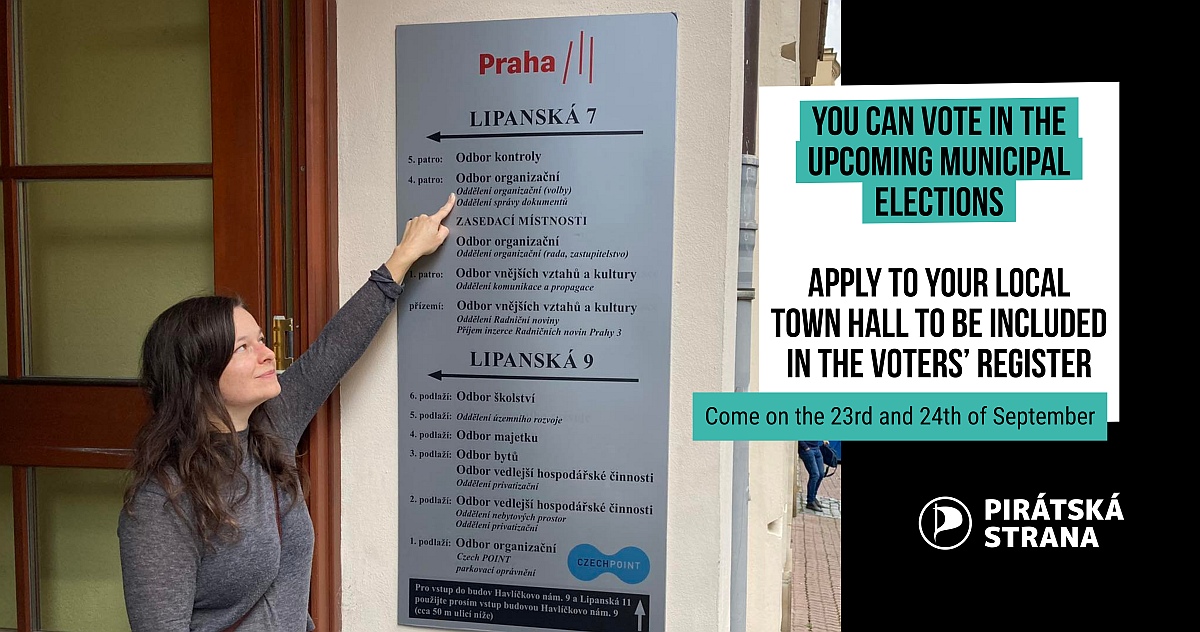 Praha
LIPANSKÁ 7
5. patro: Odbor kontroly
4. patro: Odbor organizační
Oddělení organizační (volby)
Oddělení správy dokumentů
ZASEDACÍ MÍSTNOSTI
Odbor organizační
Oddělení organizační (rada, zastupitelstvo)
1. patro: Odbor vnějších vztahů a kultury
Oddělení komunikace a propagace
přízemí: Odbor vnějších vztahů a kultury
Oddělení Radniční noviny
Příjem inzerce Radničních novin Prahy 3
LIPANSKÁ 9
6. podlaží: Odbor školství
5. podlaží: Oddělení územního rozvoje
4. podlaží: Odbor majetku
3. podlaží: Odbor bytů
Odbor vedlejší hospodářské činnosti
Oddělení privatizační
2. podlaží: Odbor vedlejší hospodářské činnosti
Oddělení nebytových prostor
Oddělení privatizační
1. podlaží: Odbor organizační
Czech POINT
parkovací oprávnění
CZECHPOINT
Pro vstup do budov Havlíčkovo nám. 9 a Lipanská 11
použijte prosím vstup budovou Havlíčkovo nám. 9
(cca 50 m ulicí níže)
YOU CAN VOTE IN THE
UPCOMING MUNICIPAL
ELECTIONS
APPLY TO YOUR LOCAL
TOWN HALL TO BE INCLUDED
IN THE VOTERS' REGISTER
Come on the 23rd and 24th of September
PIRÁTSKÁ
STRANA